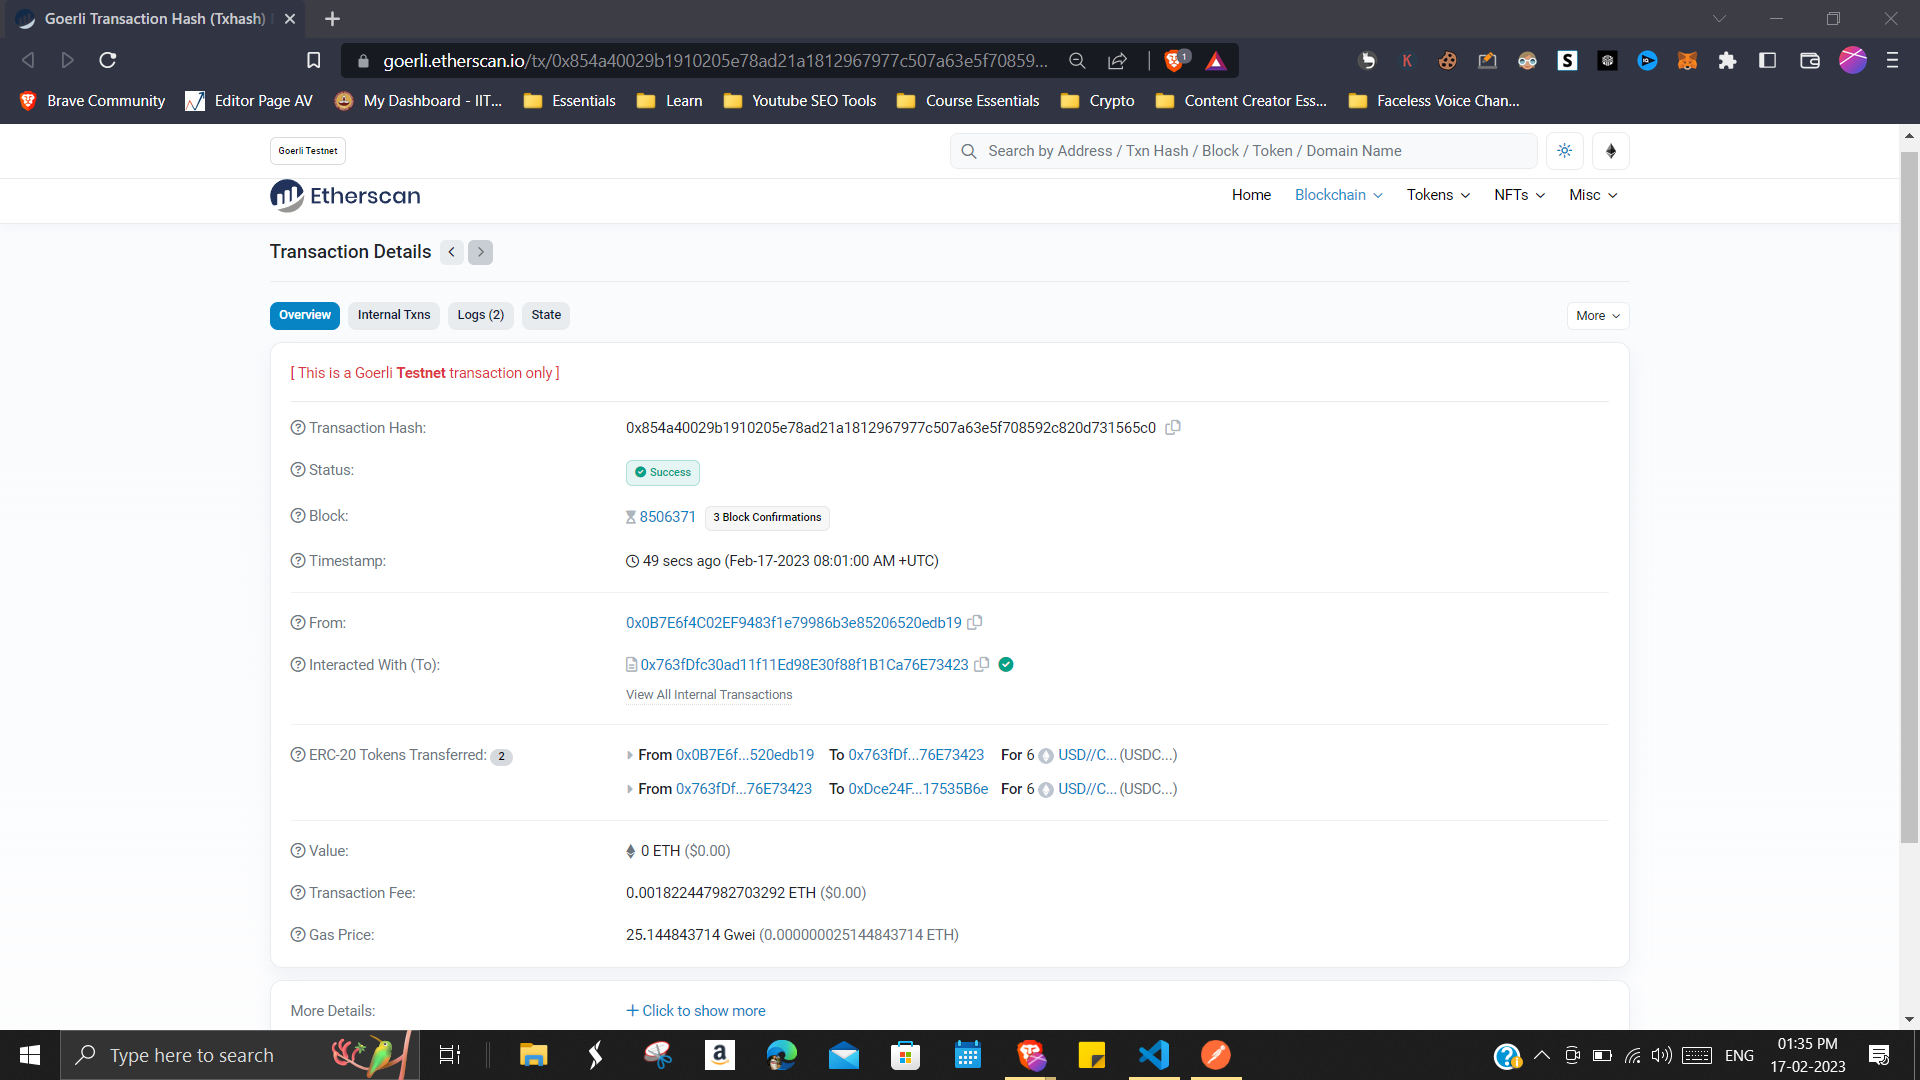 Goerli Transaction Hash (Txhash)
goerli.etherscan.io/tx/0x854a40029b1910205e78ad21a1812967977c507a63e5f70859...
1
Brave Community
Editor Page AV
My Dashboard - IIT...
Essentials
Learn
Youtube SEO Tools
Course Essentials
Crypto
Content Creator Ess...
Faceless Voice Chan...
Goerli Testnet
Search by Address / Txn Hash / Block / Token / Domain Name
Etherscan
Home
Blockchain
Tokens
NFTs
Misc
Transaction Details
Overview
Internal Txns
Logs (2)
State
More
[ This is a Goerli Testnet transaction only ]
Transaction Hash:
0x854a40029b1910205e78ad21a1812967977c507a63e5f708592c820d731565c0
Status:
Success
Block:
8506371
3 Block Confirmations
Timestamp:
49 secs ago (Feb-17-2023 08:01:00 AM +UTC)
From:
0x0B7E6f4C02EF9483f1e79986b3e85206520edb19
Interacted With (To):
0x763fDfc30ad11f11Ed98E30f88f1B1Ca76E73423
View All Internal Transactions
ERC-20 Tokens Transferred: 2
From 0x0B7E6f...520edb19 To 0x763fDf...76E73423 For 6 USD//C... (USDC...)
From 0x763fDf...76E73423 To 0xDce24F...17535B6e For 6 USD//C... (USDC...)
Value:
0 ETH ($0.00)
Transaction Fee:
0.001822447982703292 ETH ($0.00)
Gas Price:
25.144843714 Gwei (0.000000025144843714 ETH)
More Details:
+ Click to show more
Type here to search
ENG
01:35 PM
17-02-2023